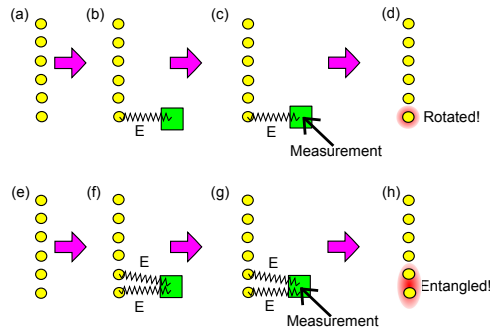 (a) (b) (c) (d)
E E Rotated!
Measurement
(e) (f) (g) (h)
E E
Entangled!
E E
Measurement